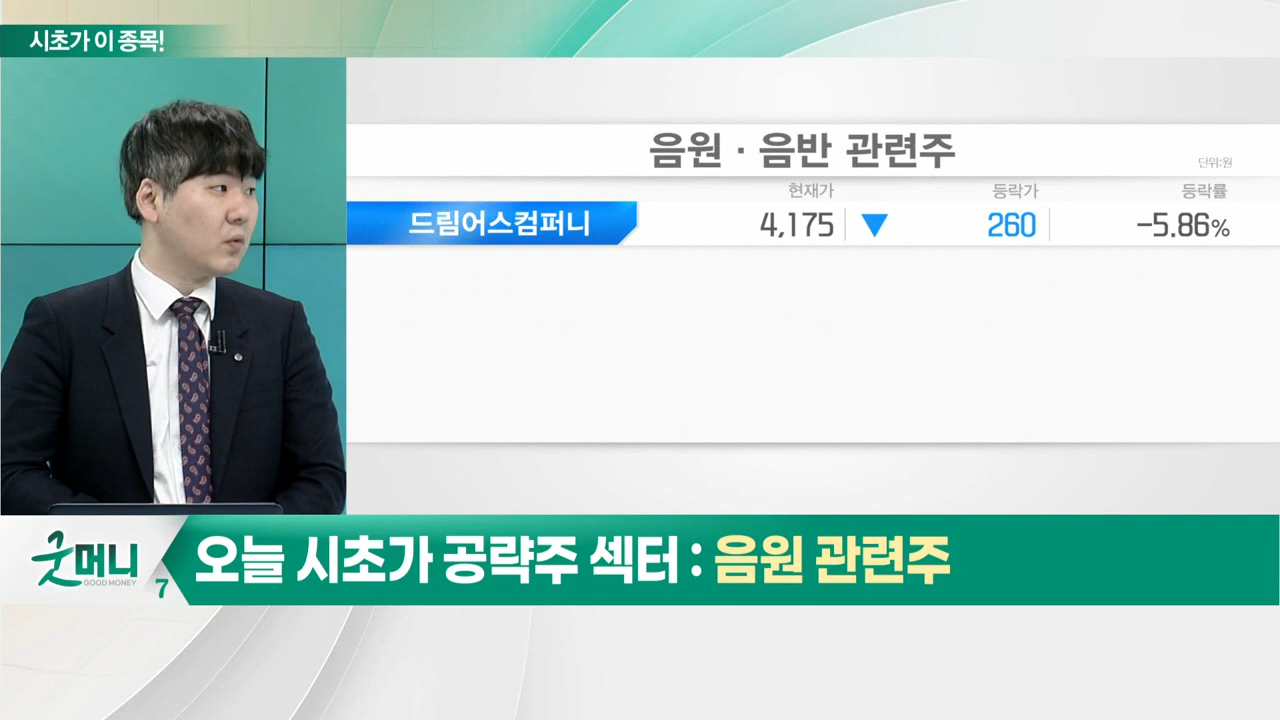 시초가 이 종목!
음원 · 음반 관련주
단위:원
현재가 등락가 등락률
드림어스컴퍼니 4,175 ▼ 260 -5.86%
굿머니
GOOD MONEY
7
오늘 시초가 공략주 섹터 : 음원 관련주